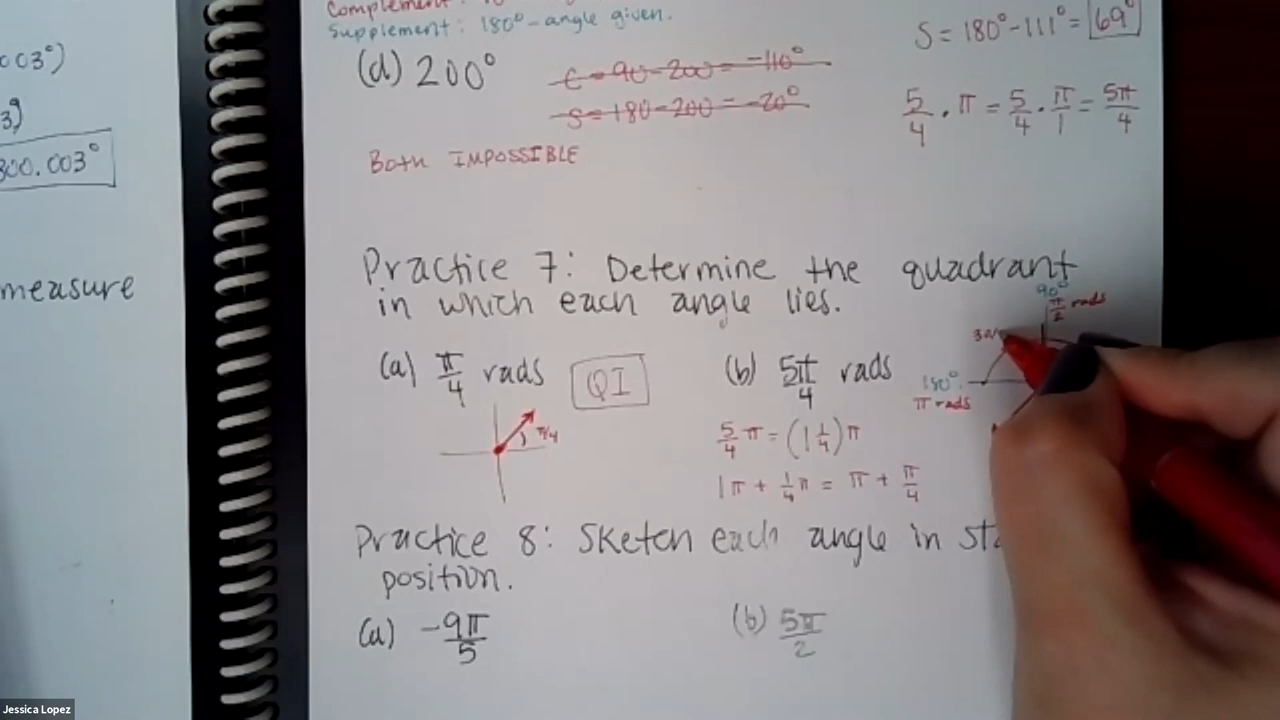 003°)
3)
300.003°
measure
Complement:
Supplement: 180° - angle given.
(d) 200°
C = 90 - 200 = -110°
S = 180 - 200 = -20°
Both IMPOSSIBLE
S = 180° - 111° = 69°
5/4 · π = 5/4 · π/1 = 5π/4
Practice 7: Determine the quadrant
in which each angle lies.
(a) π/4 rads QI
π/4
(b) 5π/4 rads
5/4 π = (1 1/4)π
1π + 1/4 π = π + π/4
90°
π/2 rads
180°
π rads
Practice 8: Sketch each angle in sta
position.
(a) -9π/5
(b) 5π/2
Jessica Lopez